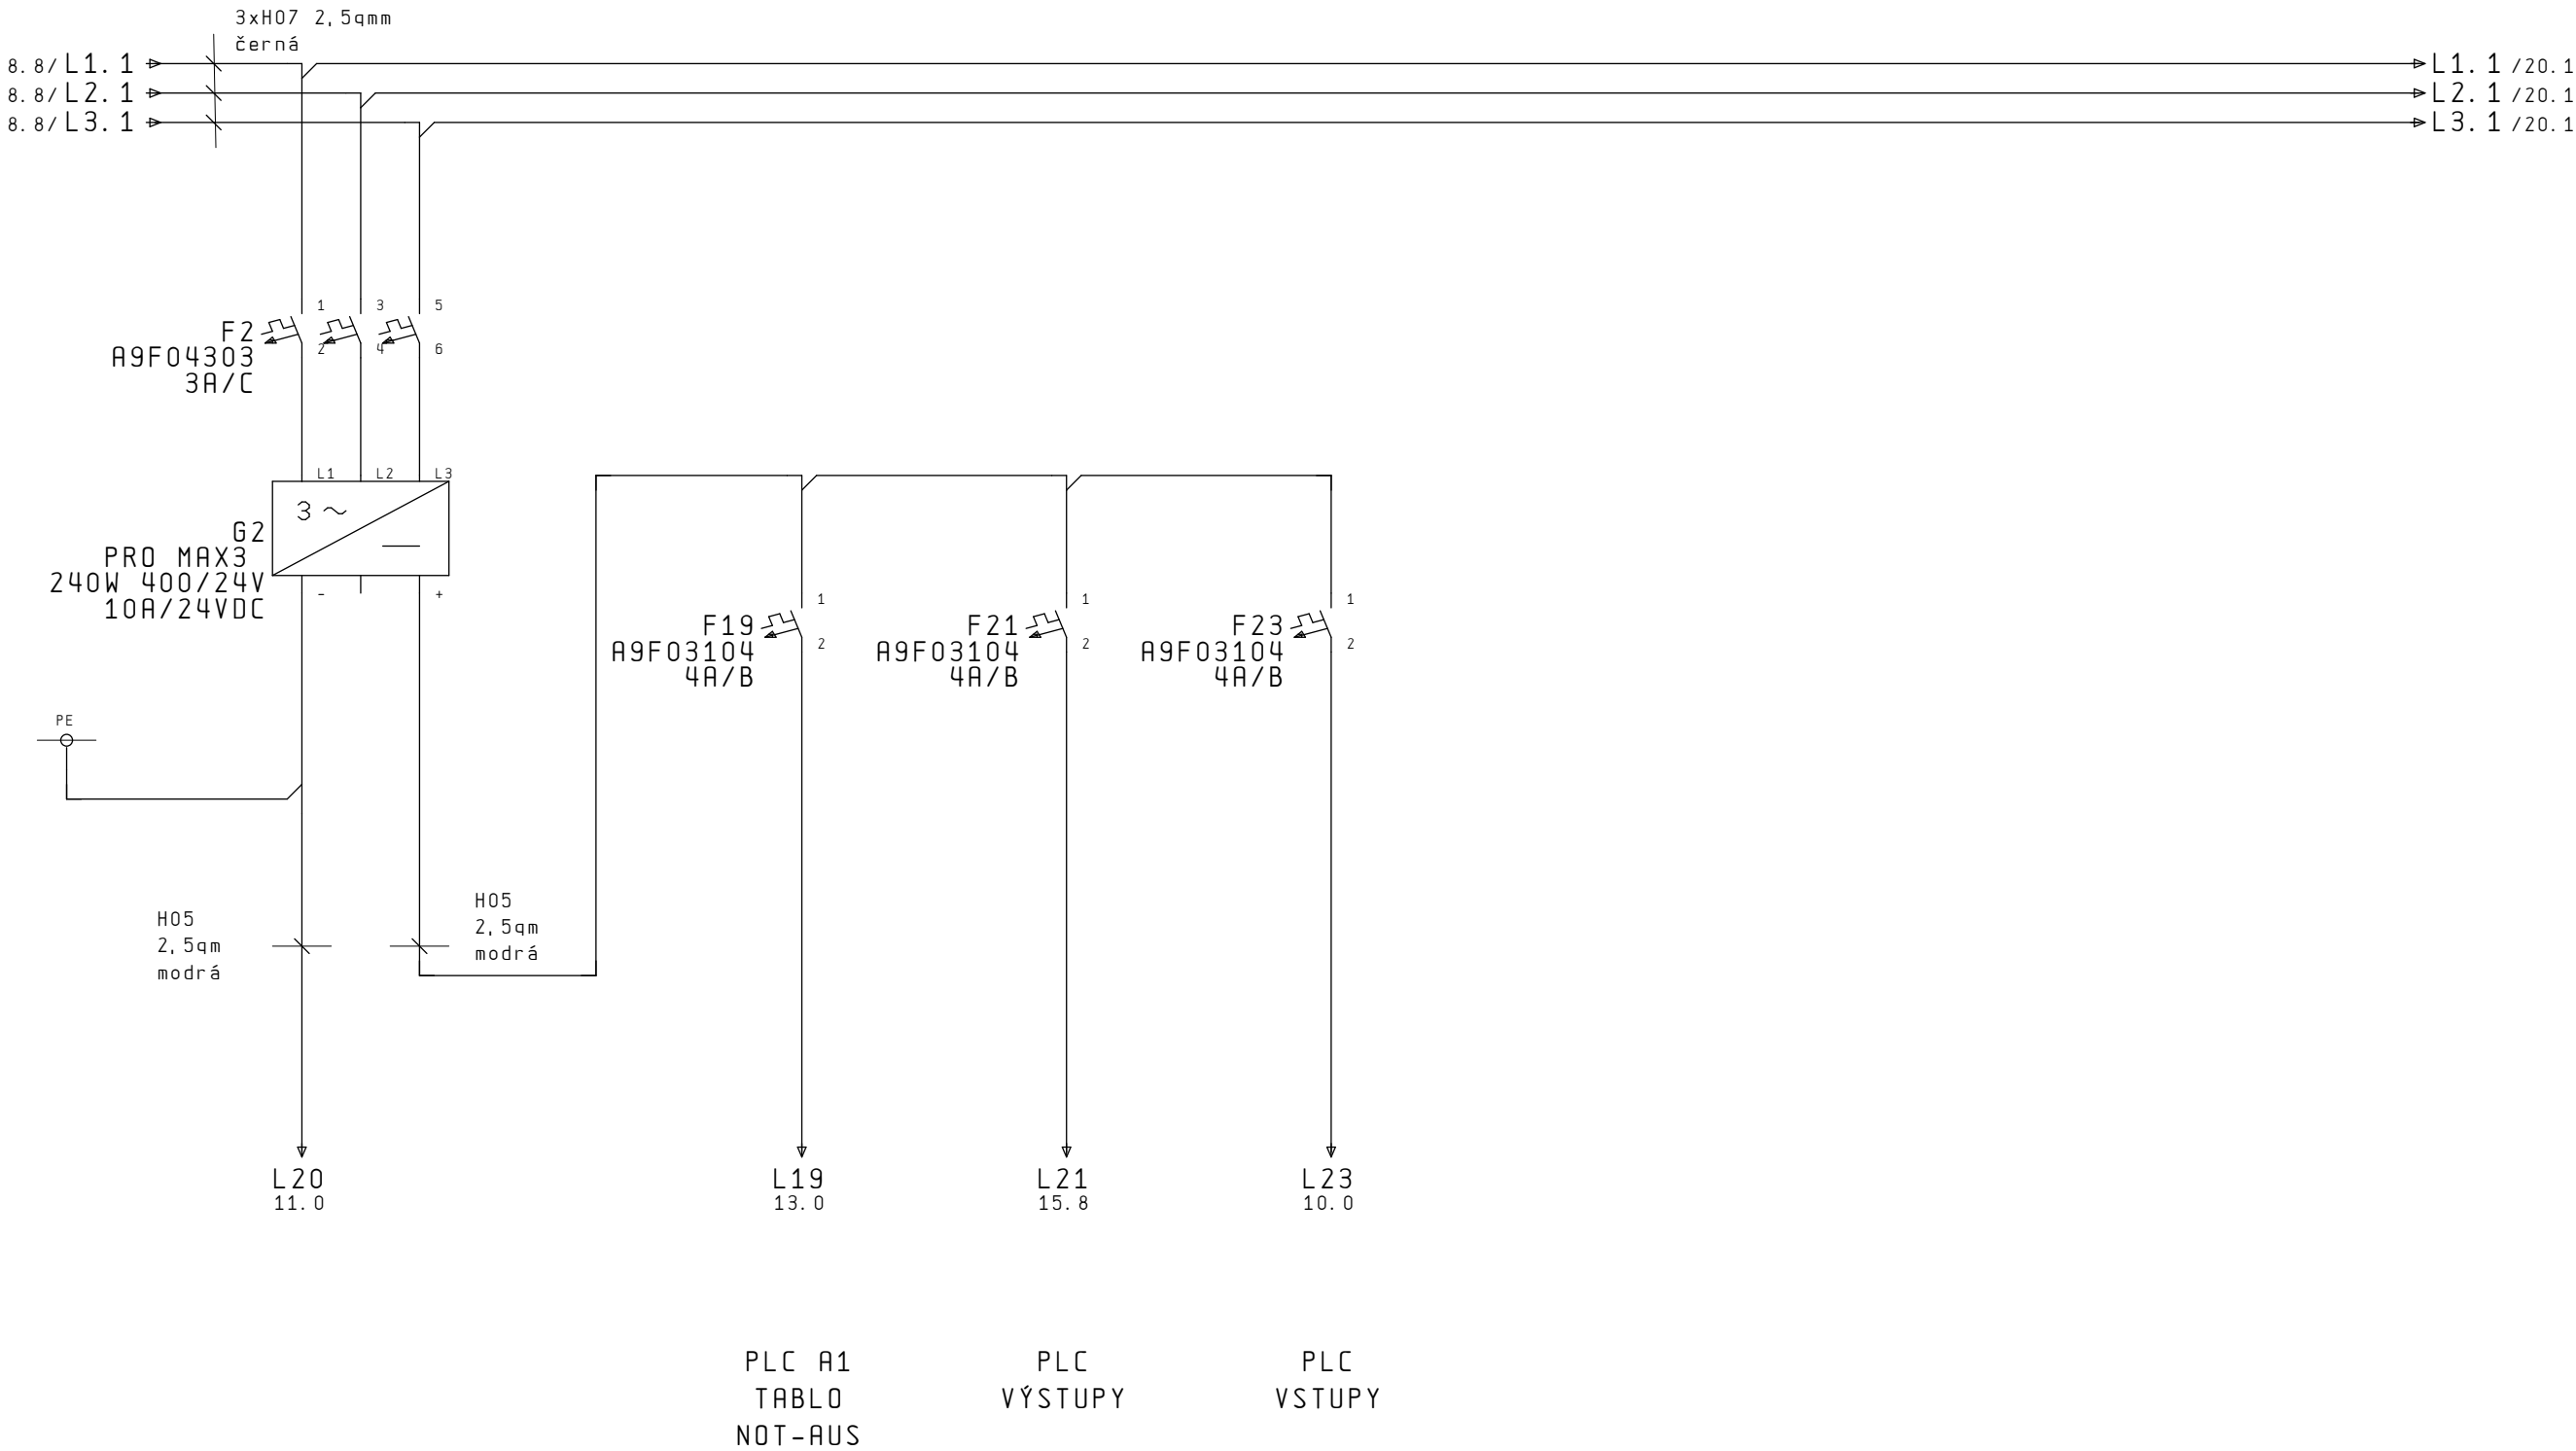 3xH07 2,5qmm
černá
8.8/L1.1
L1.1 /20.1
8.8/L2.1
L2.1 /20.1
8.8/L3.1
L3.1 /20.1
1 3 5
F2
2 4 6
A9F04303
3A/C
L1 L2 L3
3 ~
G2
PRO MAX3
240W 400/24V
10A/24VDC
- +
1 1 1
F19 F21 F23
2 2 2
A9F03104 A9F03104 A9F03104
4A/B 4A/B 4A/B
PE
H05
2,5qm
modrá
H05
2,5qm
modrá
L20 L19 L21 L23
11.0 13.0 15.8 10.0
PLC A1
TABLO
NOT-AUS
PLC
VÝSTUPY
PLC
VSTUPY